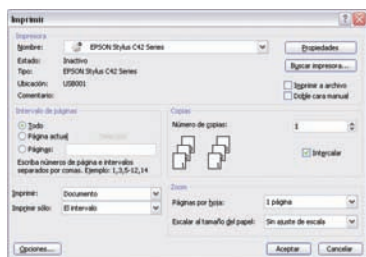 Imprimir
Impresora
Nombre: EPSON Stylus C42 Series Propiedades
Estado: Inactivo
Tipo: EPSON Stylus C42 Series Buscar impresora...
Ubicación: USB001 Imprimir a archivo
Comentario: Doble cara manual
Intervalo de páginas Copias
Todo Número de copias: 1
Página actual
Páginas: Intercalar
Escriba números de página e intervalos
separados por comas. Ejemplo: 1,3,5-12,14
Imprimir: Documento Zoom
Imprimir sólo: El intervalo Páginas por hoja: 1 página
Escalar al tamaño del papel: Sin ajuste de escala
Opciones... Aceptar Cancelar